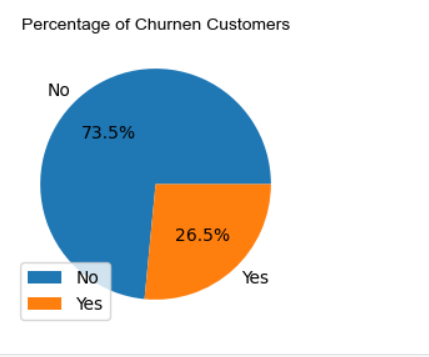 Percentage of Churnen Customers
No
73.5%
26.5%
Yes
No
Yes